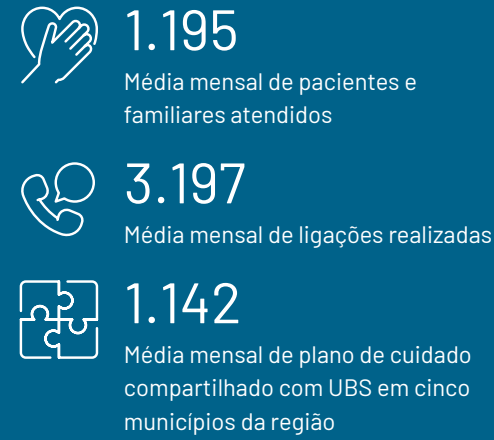 1.195
Média mensal de pacientes e
familiares atendidos
3.197
Média mensal de ligações realizadas
1.142
Média mensal de plano de cuidado
compartilhado com UBS em cinco
municípios da região